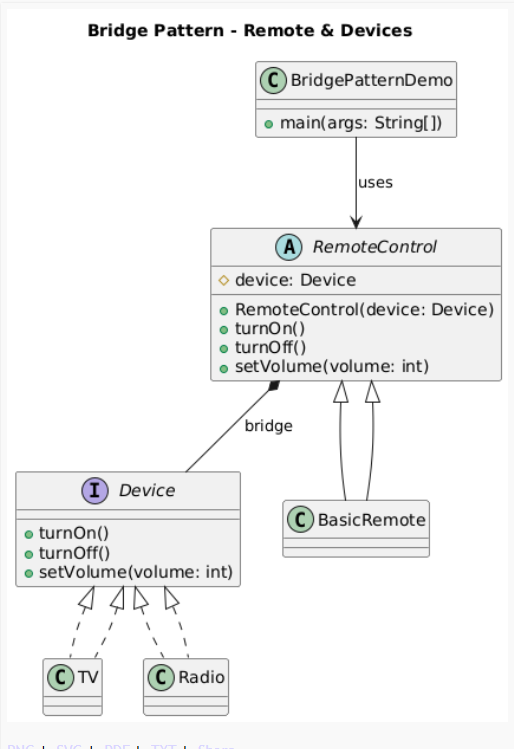 Bridge Pattern - Remote & Devices
C BridgePatternDemo
main(args: String[])
uses
A RemoteControl
device: Device
RemoteControl(device: Device)
turnOn()
turnOff()
setVolume(volume: int)
bridge
I Device
turnOn()
turnOff()
setVolume(volume: int)
C BasicRemote
C TV
C Radio